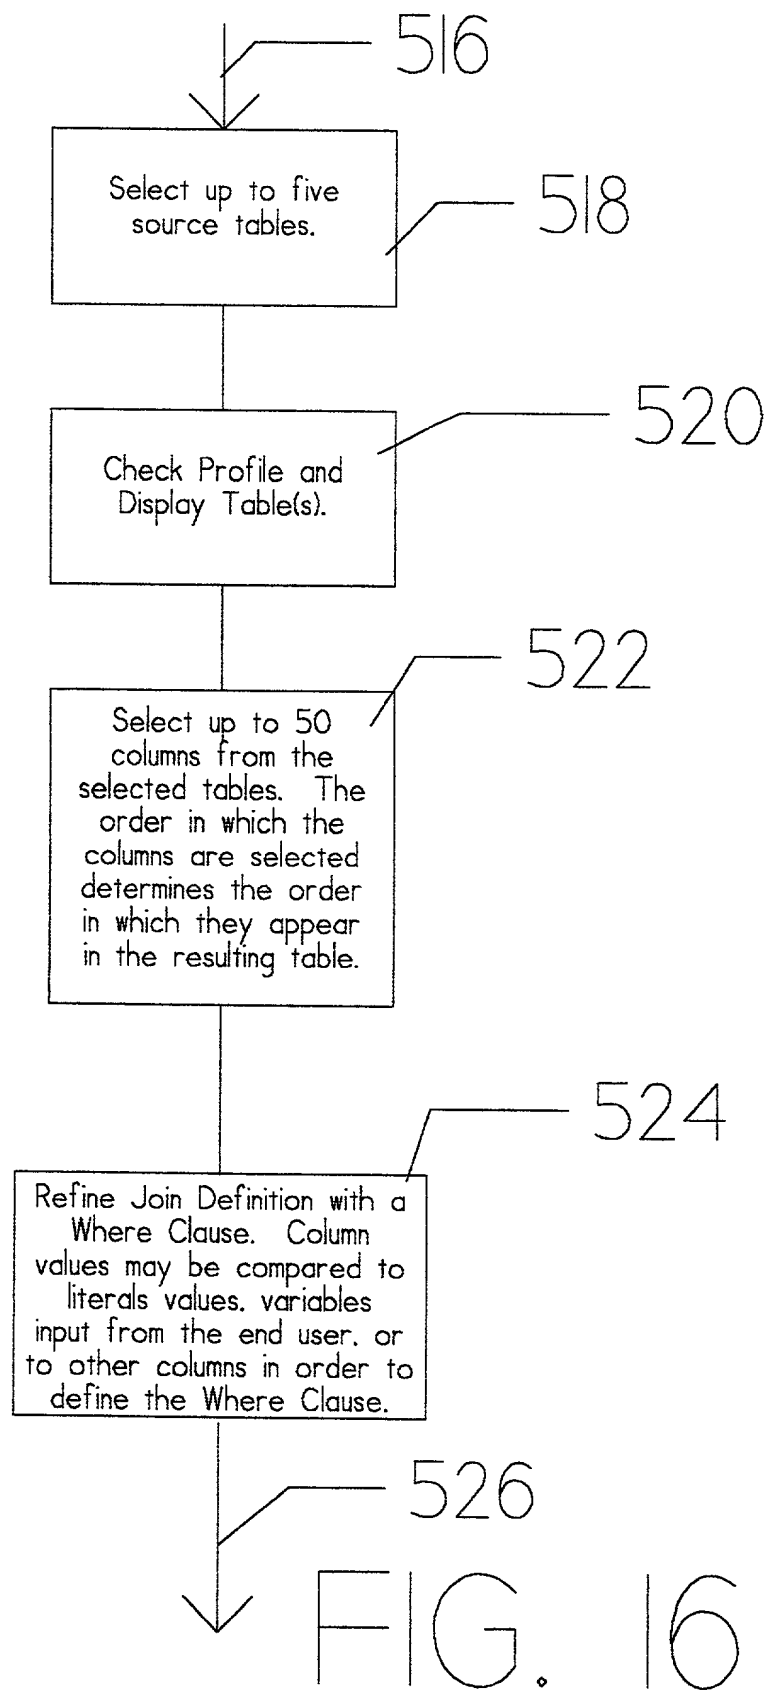 516
Select up to five
source tables.
518
520
Check Profile and
Display Table(s).
522
Select up to 50
columns from the
selected tables. The
order in which the
columns are selected
determines the order
in which they appear
in the resulting table.
524
Refine Join Definition with a
Where Clause. Column
values may be compared to
literals values. variables
input from the end user. or
to other columns in order to
define the Where Clause.
526
FIG. 16